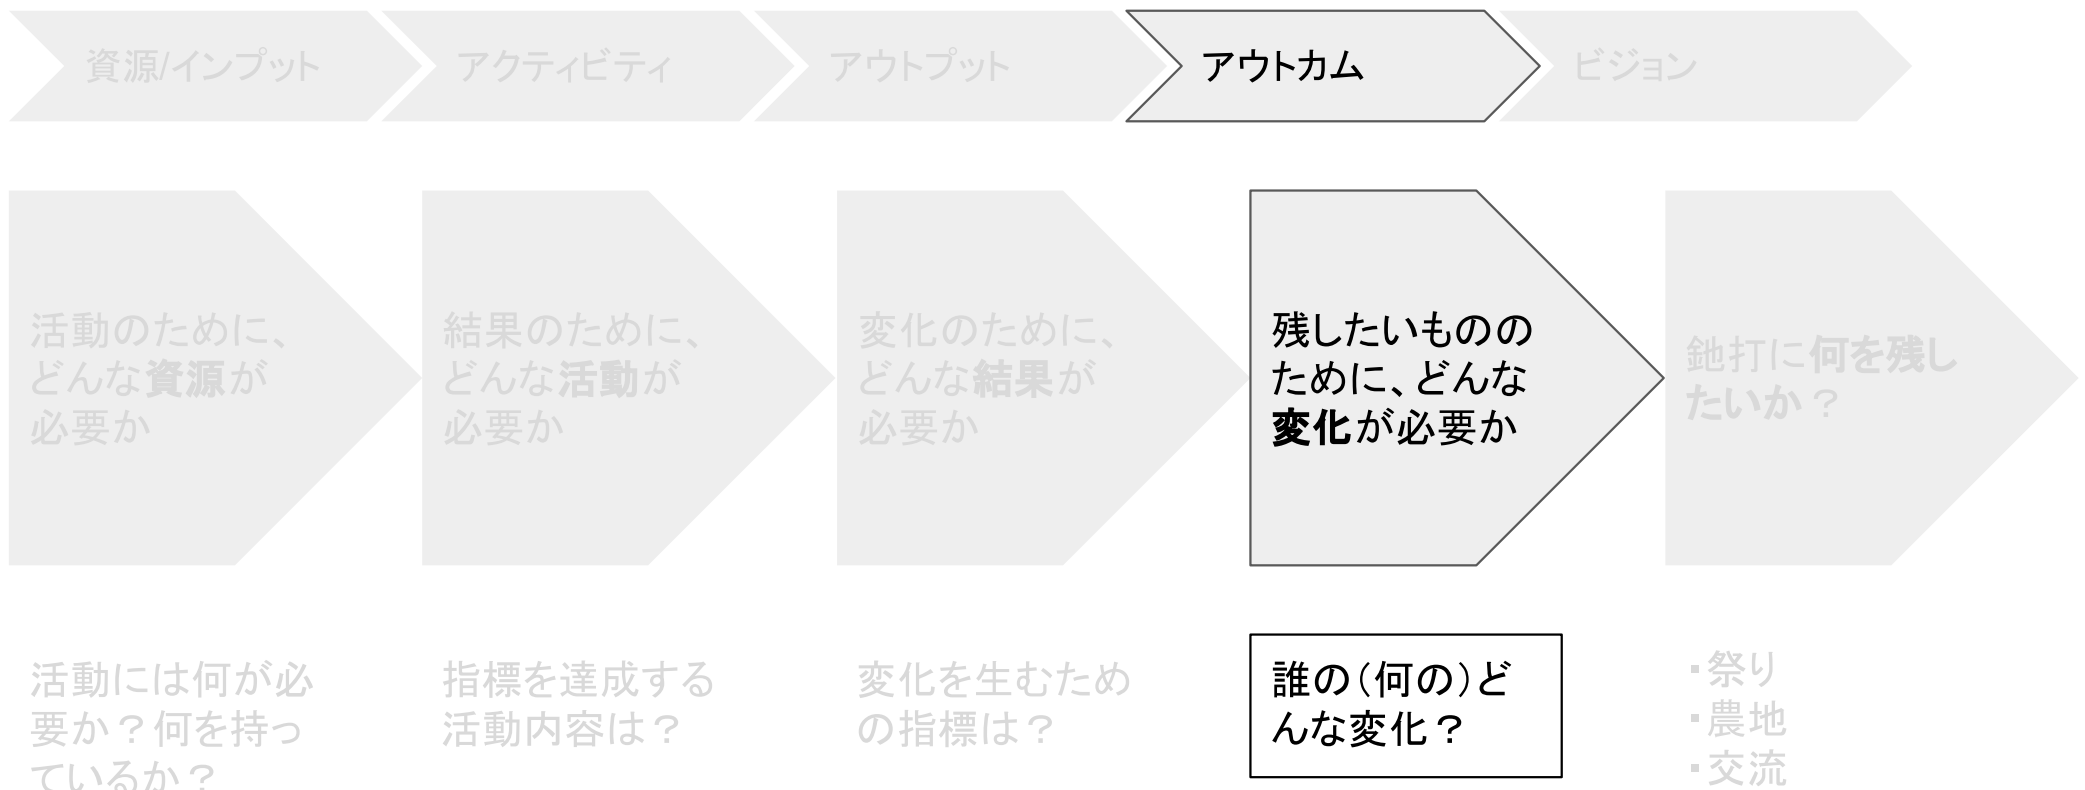 資源/インプット
アクティビティ
アウトプット
アウトカム
ビジョン
活動のために、
どんな資源が
必要か
結果のために、
どんな活動が
必要か
変化のために、
どんな結果が
必要か
残したいものの
ために、どんな
変化が必要か
釶打に何を残し
たいか？
活動には何が必
要か？何を持っ
ているか？
指標を達成する
活動内容は？
変化を生むため
の指標は？
誰の（何の）ど
んな変化？
・祭り
・農地
・交流